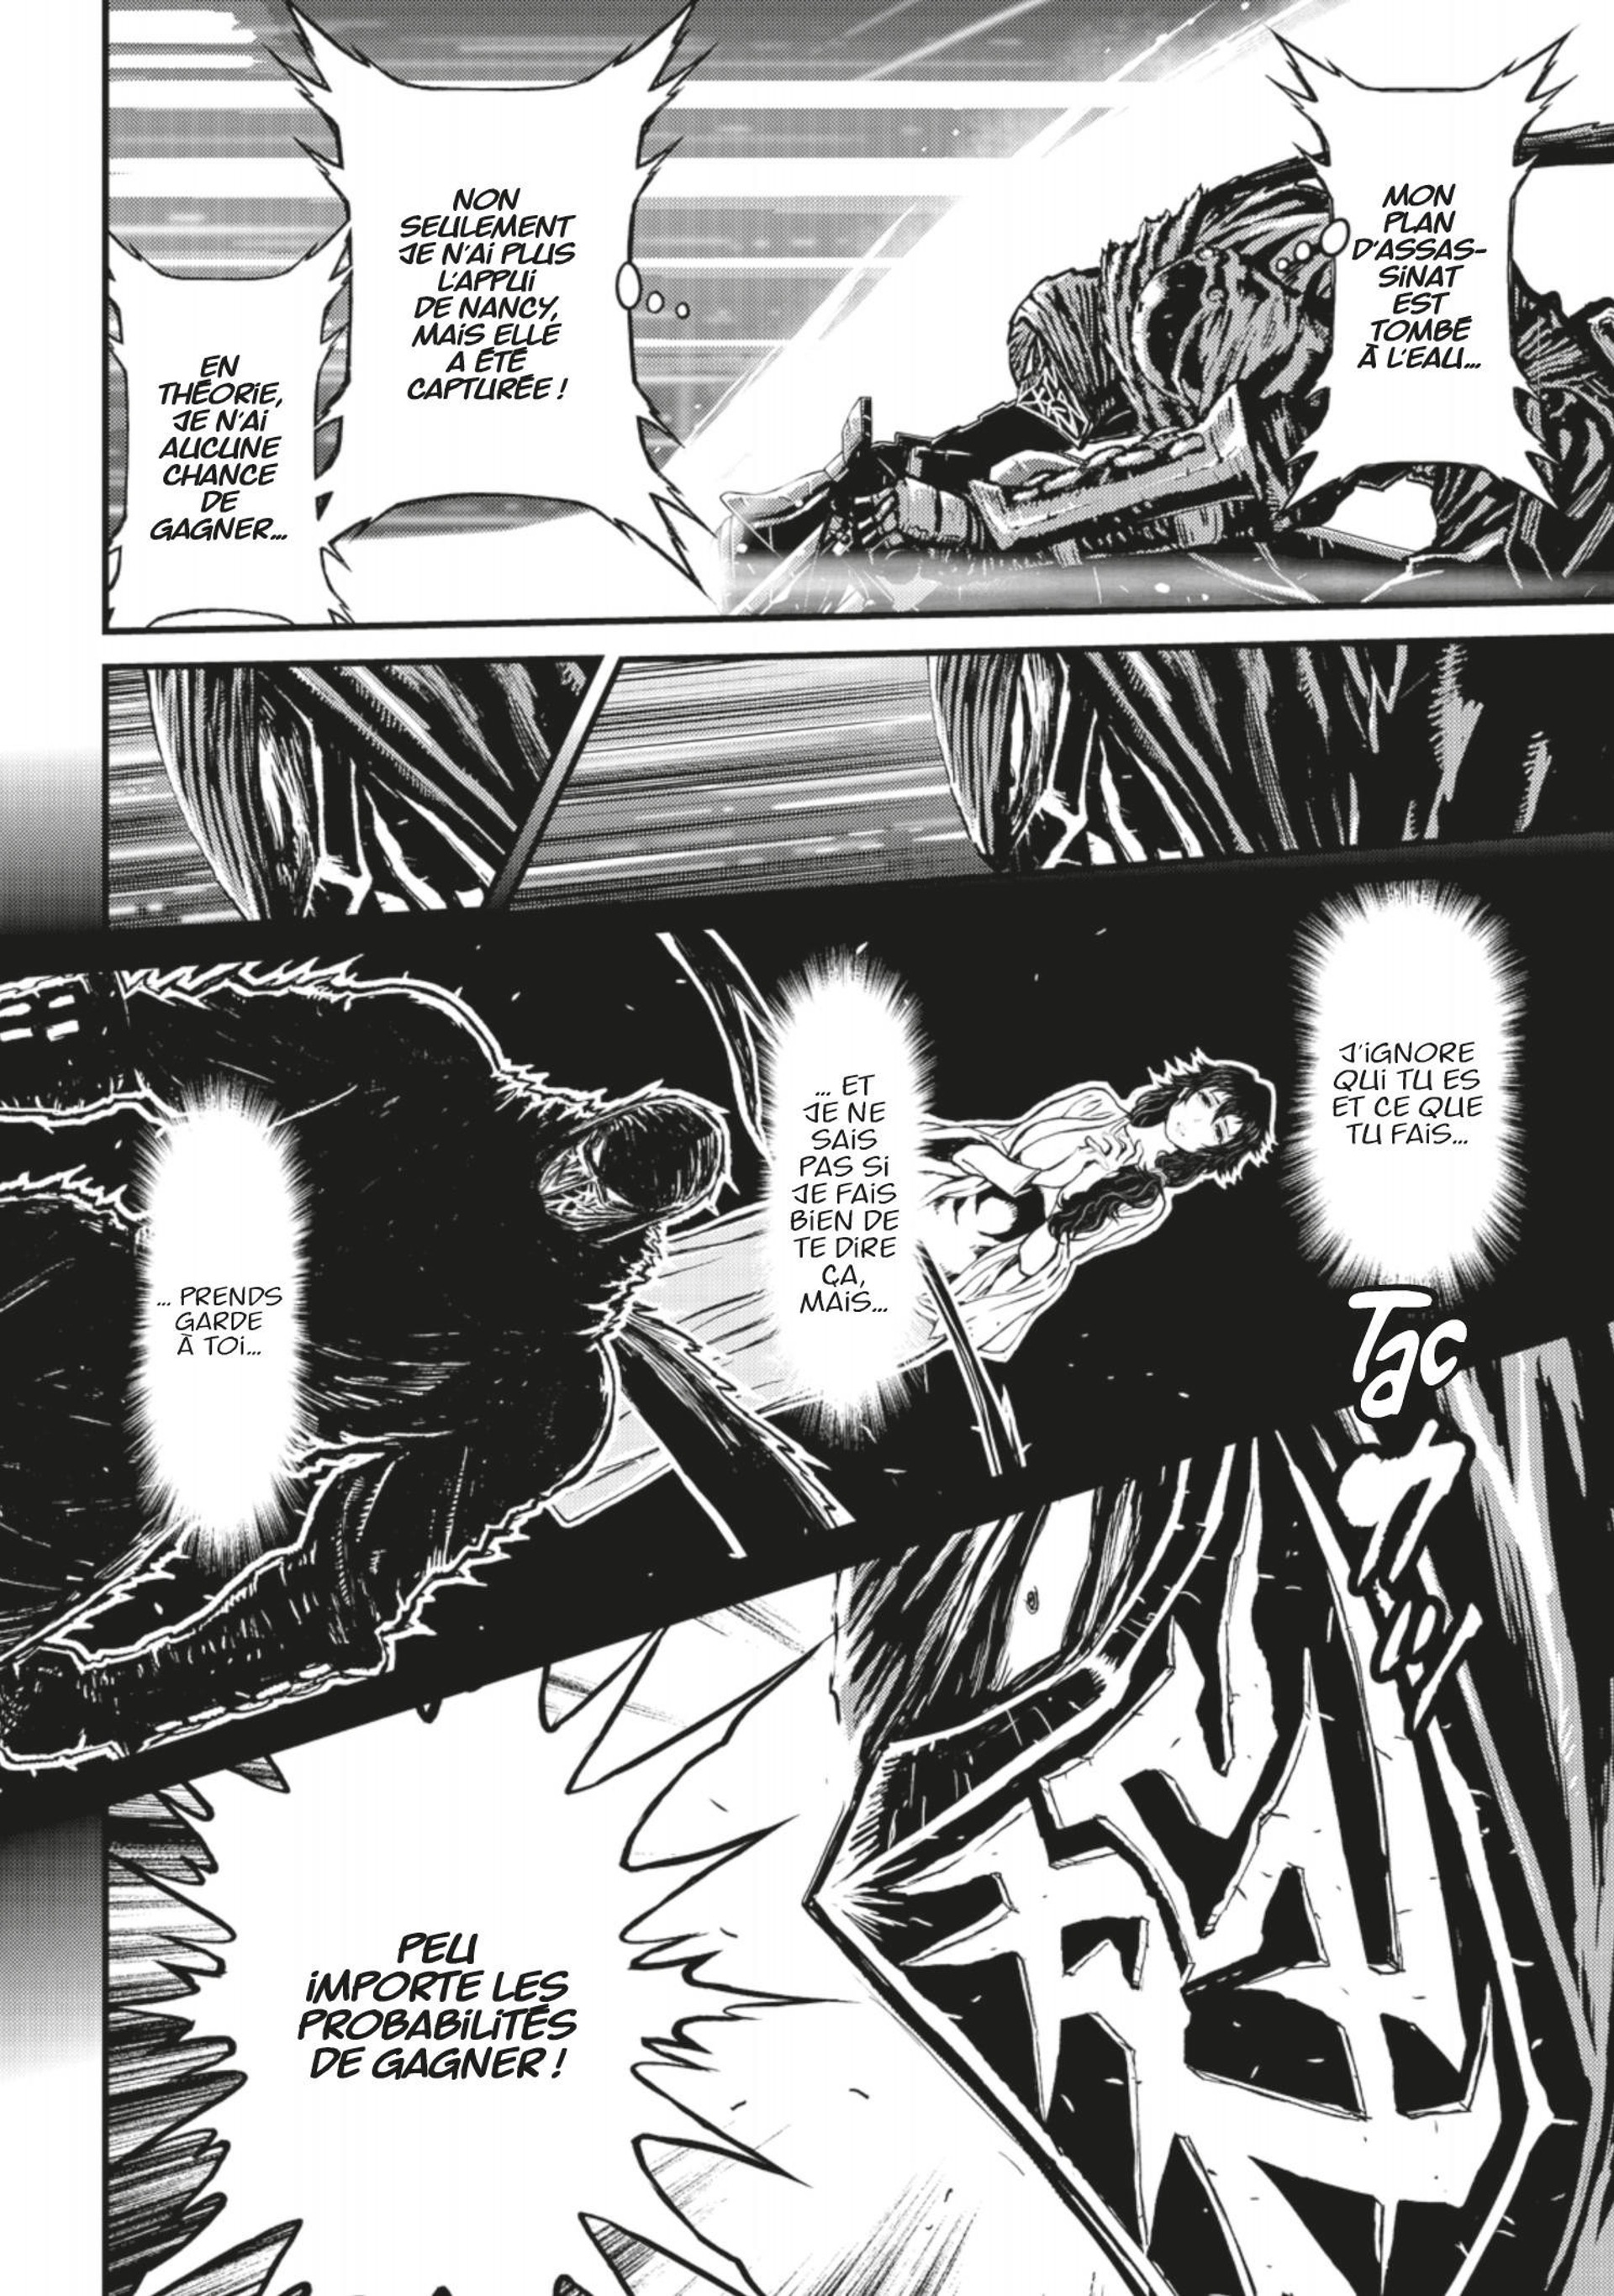 MON
PLAN
D'ASSAS-
SINAT
EST
TOMBÉ
À L'EAU...
NON
SEULEMENT
JE N'AI PLUS
L'APPUI
DE NANCY,
MAIS ELLE
A ÉTÉ
CAPTURÉE !
EN
THÉORIE,
JE N'AI
AUCUNE
CHANCE
DE
GAGNER...
J'IGNORE
QUI TU ES
ET CE QUE
TU FAIS...
... ET
JE NE
SAIS
PAS SI
JE FAIS
BIEN DE
TE DIRE
ÇA,
MAIS...
... PRENDS
GARDE
À TOI...
TAC
カッ
PEU
IMPORTE LES
PROBABILITÉS
DE GAGNER !